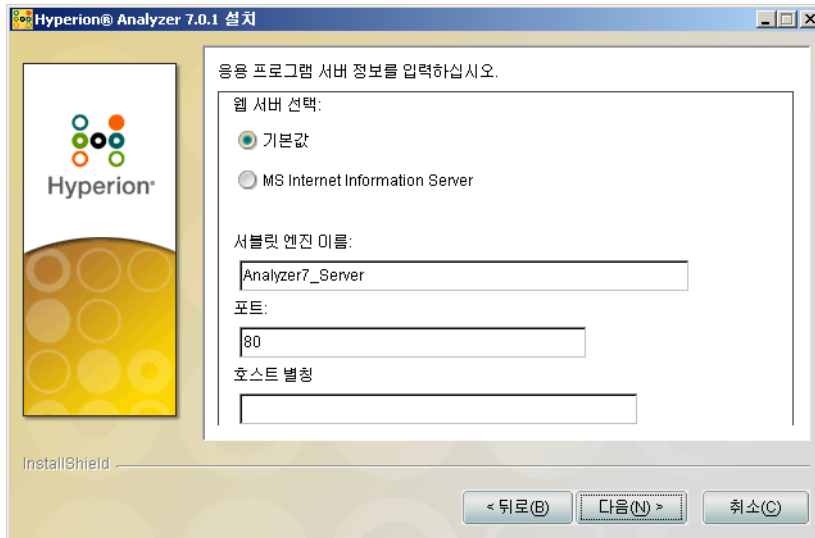 Hyperion® Analyzer 7.0.1 설치
응용 프로그램 서버 정보를 입력하십시오.
웹 서버 선택:
기본값
MS Internet Information Server
Hyperion
서블릿 엔진 이름:
Analyzer7_Server
포트:
80
호스트 별칭
InstallShield
< 뒤로(B)
다음(N) >
취소(C)